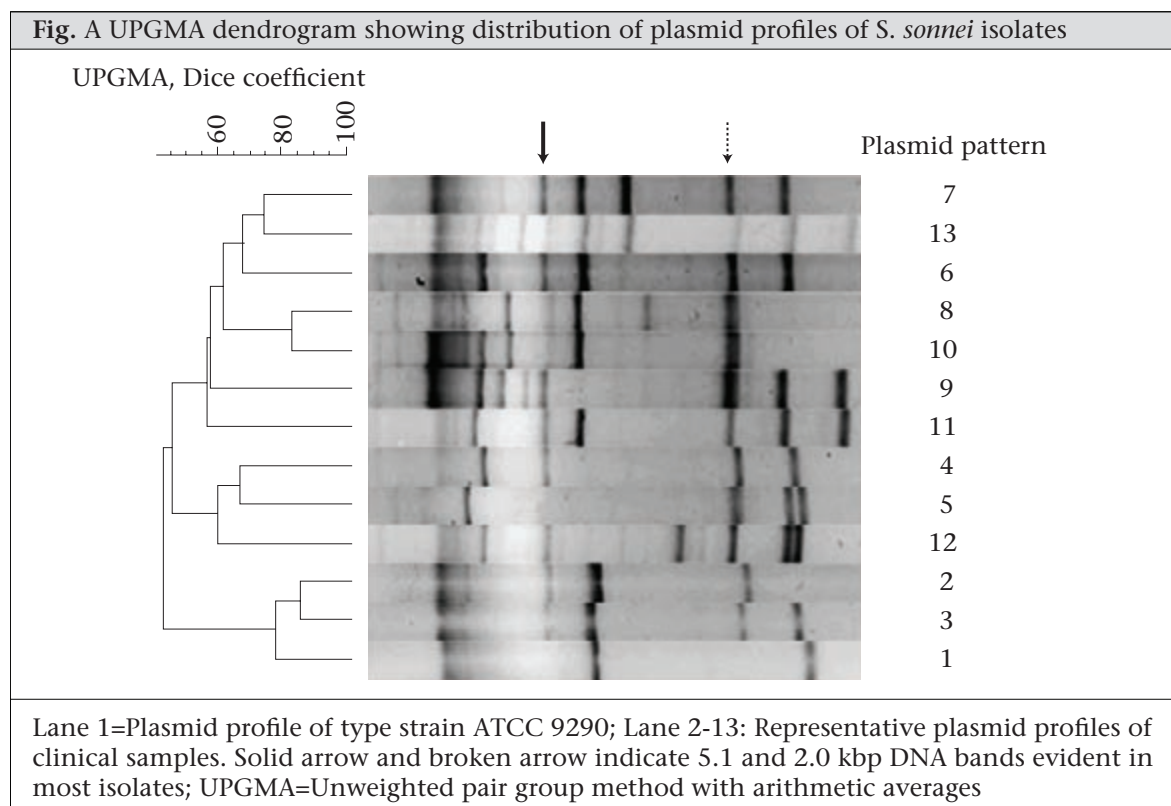 Fig. A UPGMA dendrogram showing distribution of plasmid profiles of S. sonnei isolates
UPGMA, Dice coefficient
60 80 100
Plasmid pattern
7
13
6
8
10
9
11
4
5
12
2
3
1
Lane 1=Plasmid profile of type strain ATCC 9290; Lane 2-13: Representative plasmid profiles of
clinical samples. Solid arrow and broken arrow indicate 5.1 and 2.0 kbp DNA bands evident in
most isolates; UPGMA=Unweighted pair group method with arithmetic averages